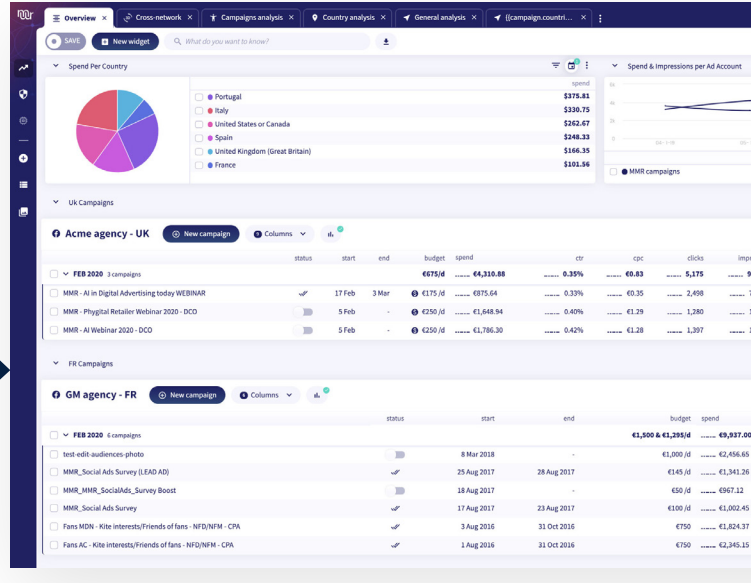 Overview × Cross-network × Campaigns analysis × Country analysis × General analysis × {{campaign.countri... ×
SAVE New widget What do you want to know?
Spend Per Country
spend
Portugal $375.81
Italy $330.75
United States or Canada $262.67
Spain $248.33
United Kingdom (Great Britain) $166.35
France $101.56
Spend & Impressions per Ad Account
MMR campaigns
Uk Campaigns
Acme agency - UK New campaign Columns
status start end budget spend ctr cpc clicks impr
FEB 2020 3 campaigns €675/d €4,310.88 0.35% €0.83 5,175 9
MMR - AI in Digital Advertising today WEBINAR 17 Feb 3 Mar €175 /d €875.64 0.33% €0.35 2,498
MMR - Phygital Retailer Webinar 2020 - DCO 5 Feb - €250 /d €1,648.94 0.40% €1.29 1,280
MMR - AI Webinar 2020 - DCO 5 Feb - €250 /d €1,786.30 0.42% €1.28 1,397
FR Campaigns
GM agency - FR New campaign Columns
status start end budget spend
FEB 2020 6 campaigns €1,500 & €1,295/d €9,937.00
test-edit-audiences-photo 8 Mar 2018 - €1,000 /d €2,456.65
MMR_Social Ads Survey (LEAD AD) 25 Aug 2017 28 Aug 2017 €145 /d €1,341.26
MMR_MMR_SocialAds_Survey Boost 18 Aug 2017 - €50 /d €967.12
MMR_Social Ads Survey 17 Aug 2017 23 Aug 2017 €100 /d €1,002.45
Fans MDN - Kite interests/Friends of fans - NFD/NFM - CPA 3 Aug 2016 31 Oct 2016 €750 €1,824.37
Fans AC - Kite interests/Friends of fans - NFD/NFM - CPA 1 Aug 2016 31 Oct 2016 €750 €2,345.15